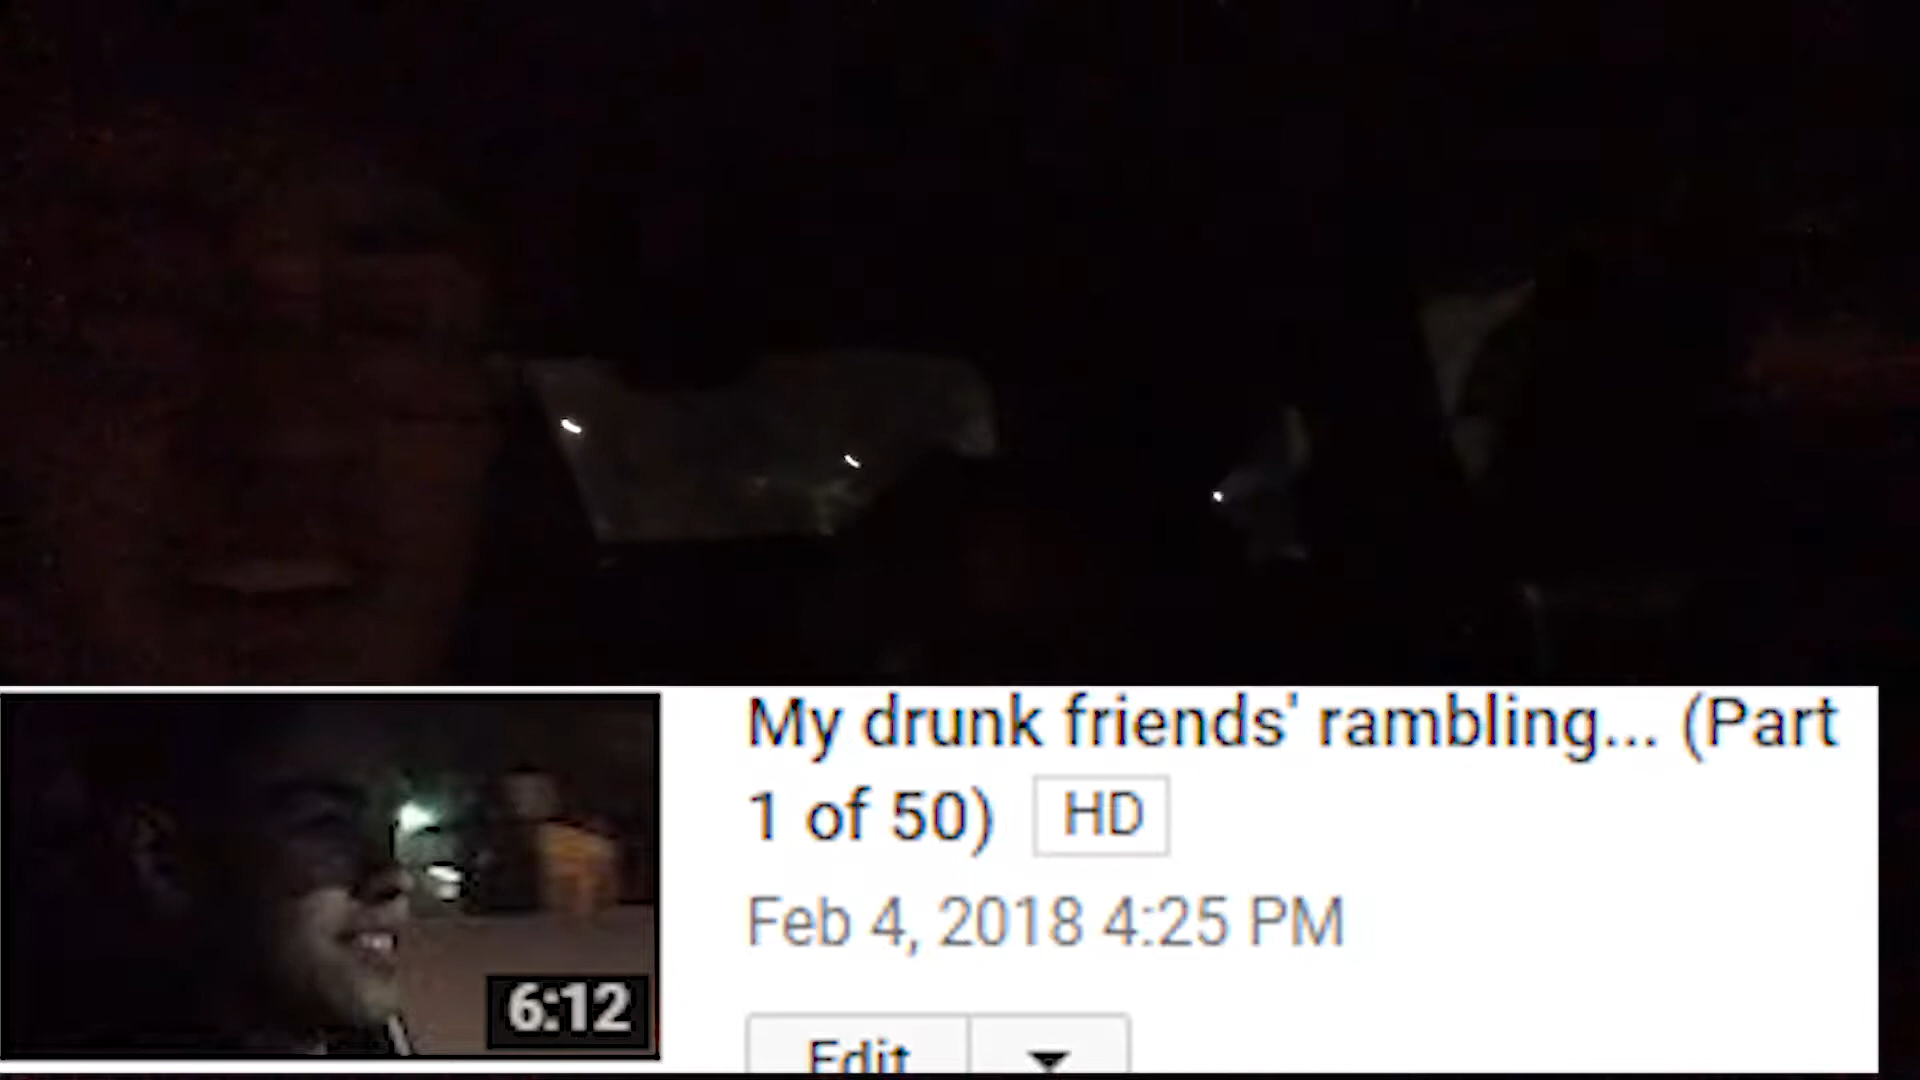 My drunk friends' rambling... (Part
1 of 50) HD
Feb 4, 2018 4:25 PM
6:12
Edit